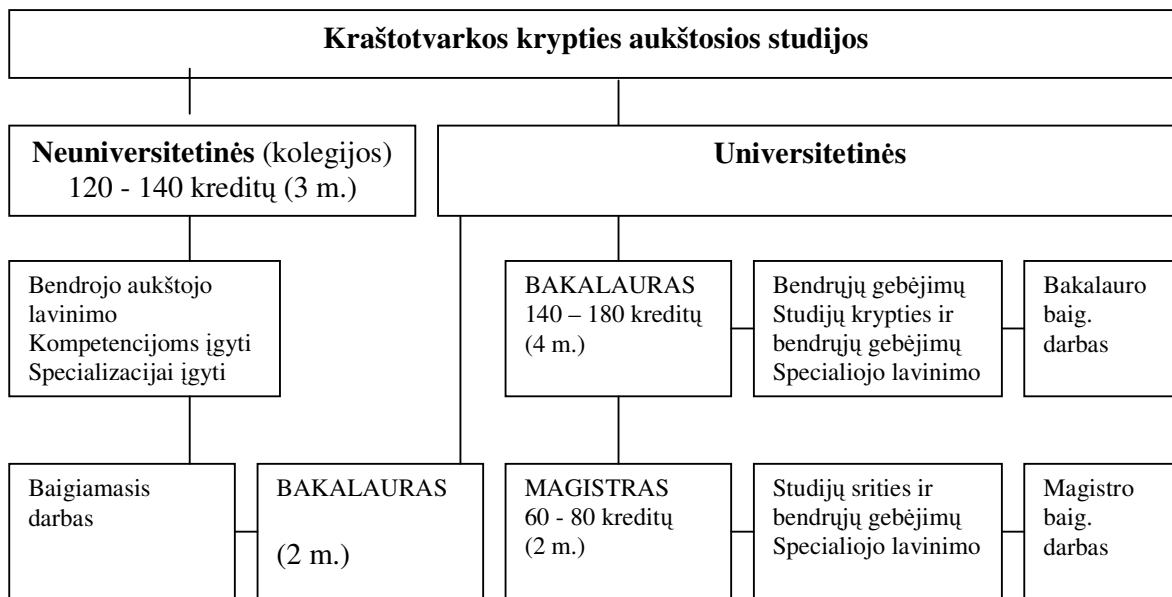 Kraštotvarkos krypties aukštosios studijos
Neuniversitetinės (kolegijos)
120 - 140 kreditų (3 m.)
Universitetinės
Bendrojo aukštojo
lavinimo
Kompetencijoms įgyti
Specializacijai įgyti
BAKALAURAS
140 – 180 kreditų
(4 m.)
Bendrųjų gebėjimų
Studijų krypties ir
bendrųjų gebėjimų
Specialiojo lavinimo
Bakalauro
baig.
darbas
Baigiamasis
darbas
BAKALAURAS
(2 m.)
MAGISTRAS
60 - 80 kreditų
(2 m.)
Studijų srities ir
bendrųjų gebėjimų
Specialiojo lavinimo
Magistro
baig.
darbas